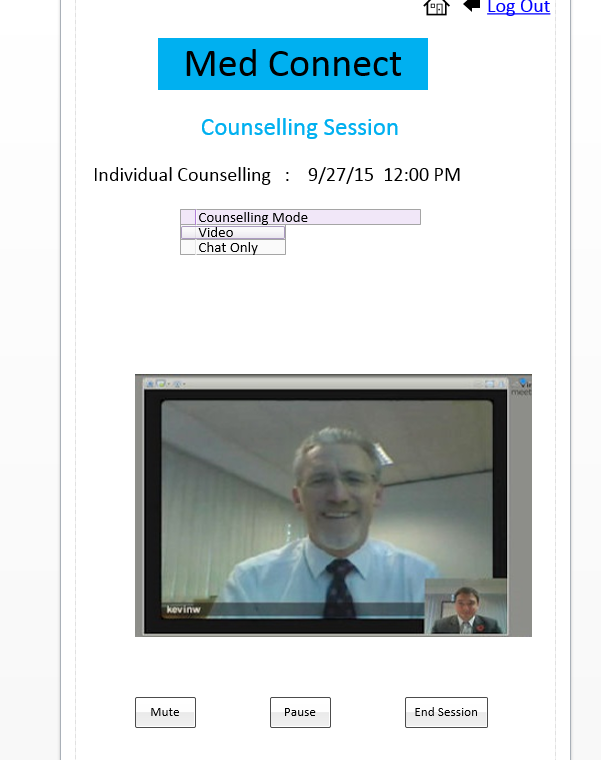 Log Out
Med Connect
Counselling Session
Individual Counselling : 9/27/15 12:00 PM
Counselling Mode
Video
Chat Only
meet
kevinw
Mute
Pause
End Session